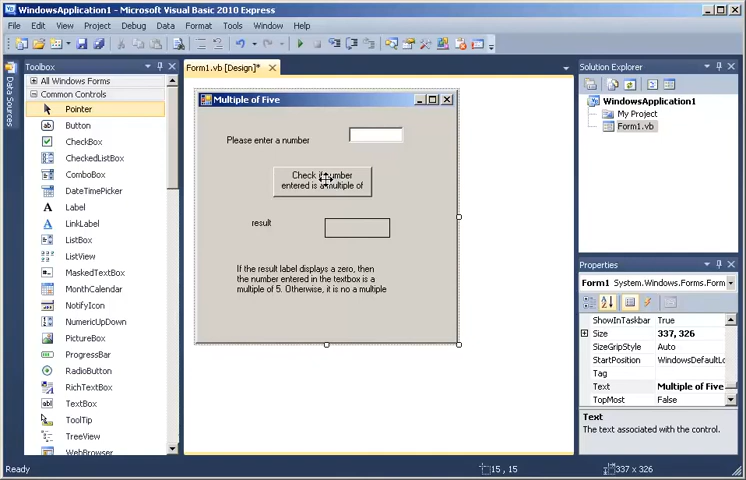 WindowsApplication1 - Microsoft Visual Basic 2010 Express
File Edit View Project Debug Data Format Tools Window Help
Data Sources
Toolbox
All Windows Forms
Common Controls
Pointer
Button
CheckBox
CheckedListBox
ComboBox
DateTimePicker
Label
LinkLabel
ListBox
ListView
MaskedTextBox
MonthCalendar
NotifyIcon
NumericUpDown
PictureBox
ProgressBar
RadioButton
RichTextBox
TextBox
ToolTip
TreeView
WebBrowser
Form1.vb [Design]*
Multiple of Five
Please enter a number
Check if number
entered is a multiple of
result
If the result label displays a zero, then
the number entered in the textbox is a
multiple of 5. Otherwise, it is no a multiple
Solution Explorer
WindowsApplication1
My Project
Form1.vb
Properties
Form1 System.Windows.Forms.Form
ShowInTaskbar True
Size 337, 326
SizeGripStyle Auto
StartPosition WindowsDefaultLo
Tag
Text Multiple of Five
TopMost False
Text
The text associated with the control.
Ready
15 , 15
337 x 326